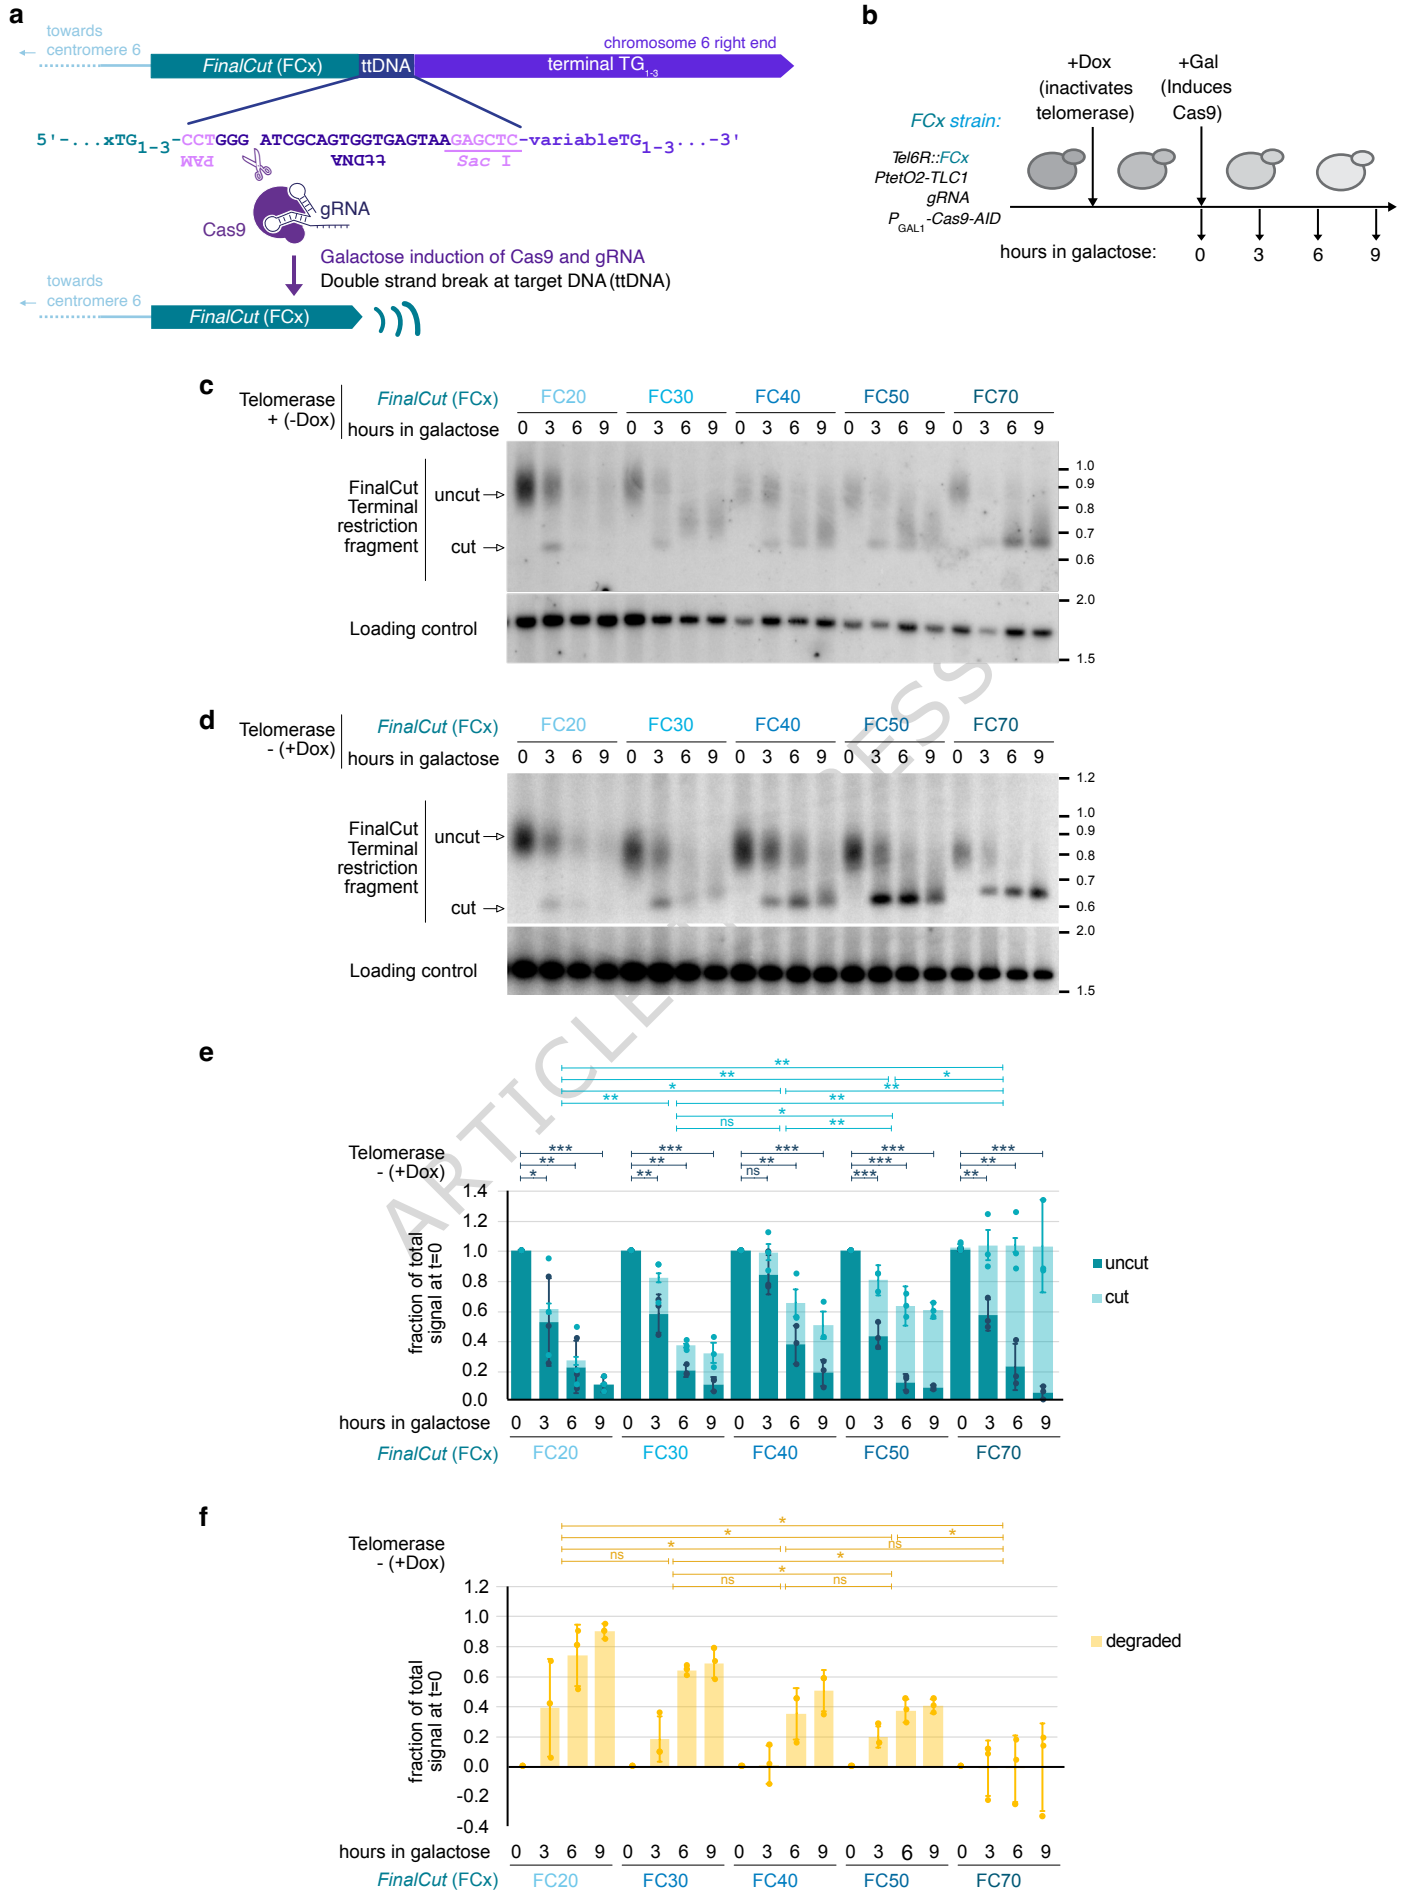 a
towards
centromere 6
chromosome 6 right end
FinalCut (FCx)
ttDNA
terminal TG1-3
5'-...xTG1-3-CCTGGG ATCGCAGTGGTGAGTAAGAGCTC-variableTG1-3...-3'
PAM
ttDNA
Sac I
gRNA
Cas9
Galactose induction of Cas9 and gRNA
Double strand break at target DNA (ttDNA)
towards
centromere 6
FinalCut (FCx)
b
+Dox
(inactivates
telomerase)
+Gal
(Induces
Cas9)
FCx strain:
Tel6R::FCx
PtetO2-TLC1
gRNA
PGAL1-Cas9-AID
hours in galactose: 0 3 6 9
c
Telomerase
+ (-Dox)
FinalCut (FCx) FC20 FC30 FC40 FC50 FC70
hours in galactose 0 3 6 9 0 3 6 9 0 3 6 9 0 3 6 9 0 3 6 9
FinalCut
Terminal
restriction
fragment
uncut
cut
1.0
0.9
0.8
0.7
0.6
Loading control
2.0
1.5
d
Telomerase
- (+Dox)
FinalCut (FCx) FC20 FC30 FC40 FC50 FC70
hours in galactose 0 3 6 9 0 3 6 9 0 3 6 9 0 3 6 9 0 3 6 9
FinalCut
Terminal
restriction
fragment
uncut
cut
1.2
1.0
0.9
0.8
0.7
0.6
Loading control
2.0
1.5
ARTICLE PRESS
e
**
** *
* **
** **
*
ns **
Telomerase
- (+Dox)
*** *** *** *** ***
** ** ** *** **
* ** ns *** **
fraction of total
signal at t=0
1.4
1.2
1.0
0.8
0.6
0.4
0.2
0.0
uncut
cut
hours in galactose 0 3 6 9 0 3 6 9 0 3 6 9 0 3 6 9 0 3 6 9
FinalCut (FCx) FC20 FC30 FC40 FC50 FC70
f
Telomerase
- (+Dox)
*
* *
* ns
ns *
*
ns ns
fraction of total
signal at t=0
1.2
1.0
0.8
0.6
0.4
0.2
0.0
-0.2
-0.4
degraded
hours in galactose 0 3 6 9 0 3 6 9 0 3 6 9 0 3 6 9 0 3 6 9
FinalCut (FCx) FC20 FC30 FC40 FC50 FC70